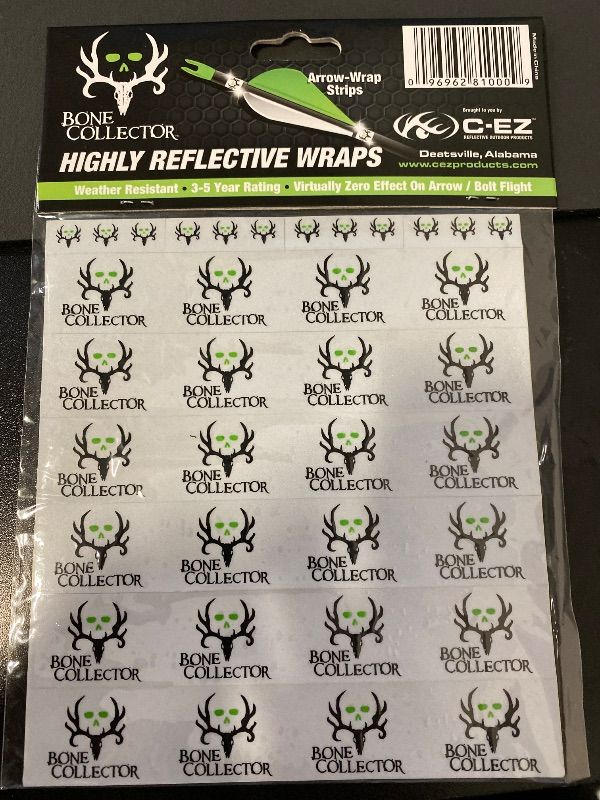 BONE
COLLECTOR
Arrow-Wrap
Strips
0 96962 81000 9
Made in China
Brought to you by
C-EZ™
REFLECTIVE OUTDOOR PRODUCTS
Deatsville, Alabama
www.cezproducts.com
HIGHLY REFLECTIVE WRAPS
Weather Resistant • 3-5 Year Rating • Virtually Zero Effect On Arrow / Bolt Flight
BONE BONE BONE BONE
COLLECTOR COLLECTOR COLLECTOR COLLECTOR
BONE BONE BONE BONE
COLLECTOR COLLECTOR COLLECTOR COLLECTOR
BONE BONE BONE BONE
COLLECTOR COLLECTOR COLLECTOR COLLECTOR
BONE BONE BONE BONE
COLLECTOR COLLECTOR COLLECTOR COLLECTOR
BONE BONE BONE BONE
COLLECTOR COLLECTOR COLLECTOR COLLECTOR
BONE BONE BONE BONE
COLLECTOR COLLECTOR COLLECTOR COLLECTOR